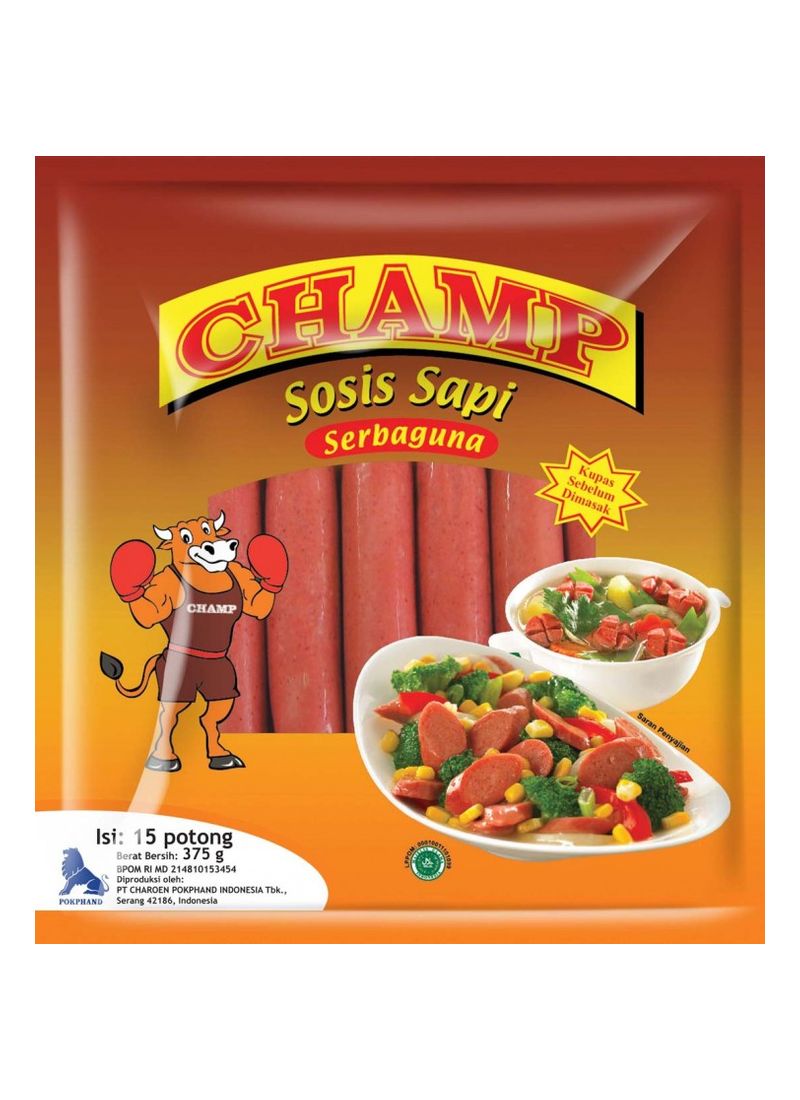 CHAMP
Sosis Sapi
Serbaguna
Kupas
Sebelum
Dimasak
CHAMP
Saran Penyajian
Isi: 15 potong
Berat Bersih: 375 g
BPOM RI MD 214810153454
Diproduksi oleh:
PT CHAROEN POKPHAND INDONESIA Tbk.,
Serang 42186, Indonesia
POKPHAND